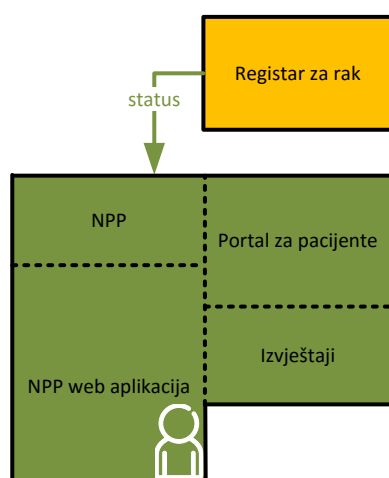 Registar za rak
status
NPP
Portal za pacijente
Izvještaji
NPP web aplikacija